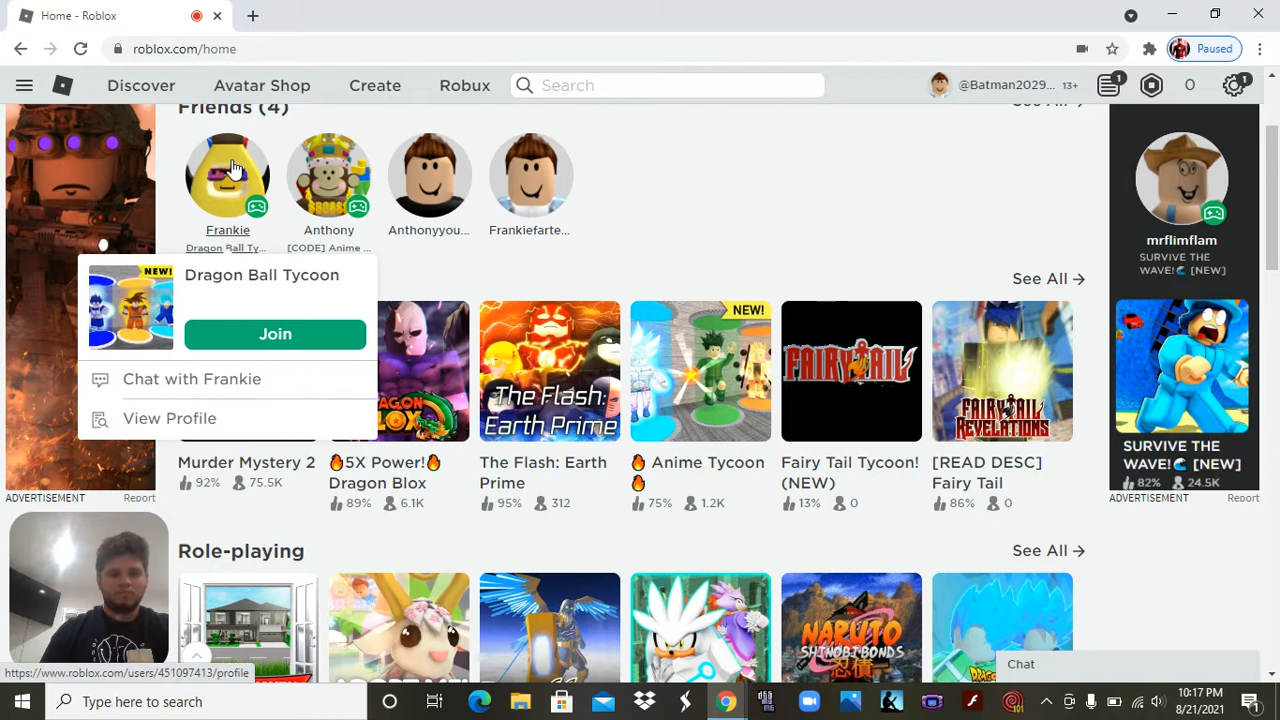 Home - Roblox
roblox.com/home
Paused
Discover
Avatar Shop
Create
Robux
Search
@Batman2029... 13+
1
0
1
Friends (4)
See All →
Frankie
Anthony
Anthonyyou...
Frankiefarte...
Dragon Ball Ty...
[CODE] Anime ...
NEW!
Dragon Ball Tycoon
Join
Chat with Frankie
View Profile
See All →
DRAGON
BLOX
The Flash:
Earth Prime
NEW!
FAIRY TAIL
FAIRY TAIL
REVELATIONS
Murder Mystery 2
92% 75.5K
🔥5X Power!🔥
Dragon Blox
89% 6.1K
The Flash: Earth
Prime
95% 312
🔥 Anime Tycoon
🔥
75% 1.2K
Fairy Tail Tycoon!
(NEW)
13% 0
[READ DESC]
Fairy Tail
86% 0
mrflimflam
SURVIVE THE
WAVE!🌊 [NEW]
SURVIVE THE
WAVE!🌊 [NEW]
82% 24.5K
ADVERTISEMENT
Report
ADVERTISEMENT
Report
Role-playing
See All →
NARUTO
SHINOBI BONDS
Chat
https://www.roblox.com/users/451097413/profile
Type here to search
101
10:17 PM
8/21/2021
1